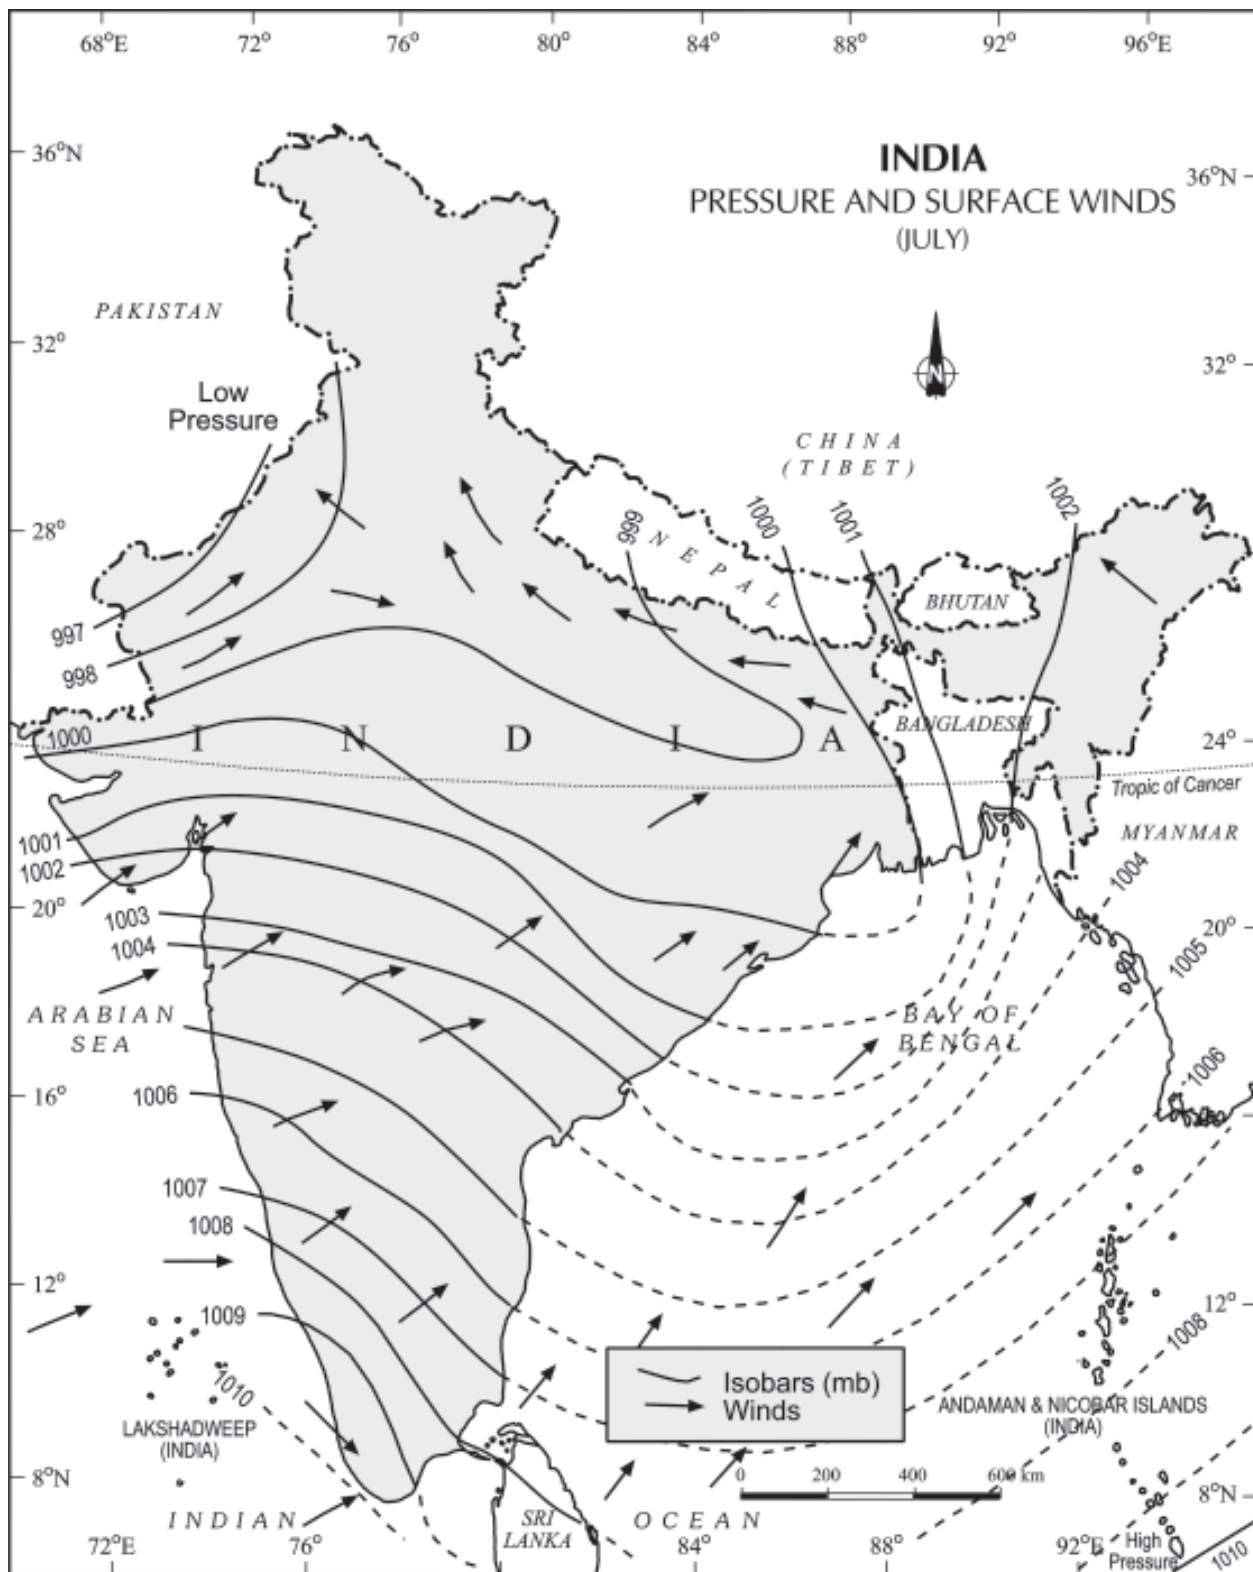 68°E 72° 76° 80° 84° 88° 92° 96°E
INDIA
PRESSURE AND SURFACE WINDS
(JULY)
36°N
36°N
PAKISTAN
32°
32°
N
Low
Pressure
CHINA
(TIBET)
999
1000
1001
1002
28°
28°
NEPAL
BHUTAN
997
998
BANGLADESH
1000
INDIA
24°
24°
Tropic of Cancer
MYANMAR
1001
1002
1004
20°
20°
1003
1004
1005
ARABIAN
SEA
BAY OF
BENGAL
1006
16°
1006
1007
1008
12°
12°
1009
1008
1010
Isobars (mb)
Winds
LAKSHADWEEP
(INDIA)
ANDAMAN & NICOBAR ISLANDS
(INDIA)
8°N
8°N
0 200 400 600 km
INDIAN
OCEAN
SRI
LANKA
High
Pressure
1010
72°E 76° 84° 88° 92°E